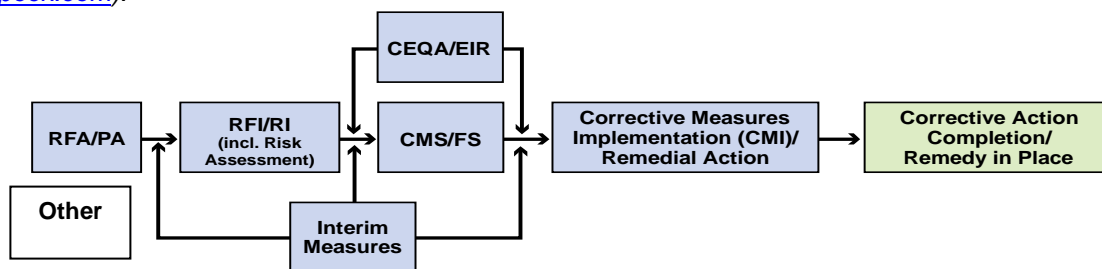 CEQA/EIR
RFA/PA
RFI/RI
(incl. Risk
Assessment)
CMS/FS
Corrective Measures
Implementation (CMI)/
Remedial Action
Corrective Action
Completion/
Remedy in Place
Other
Interim
Measures